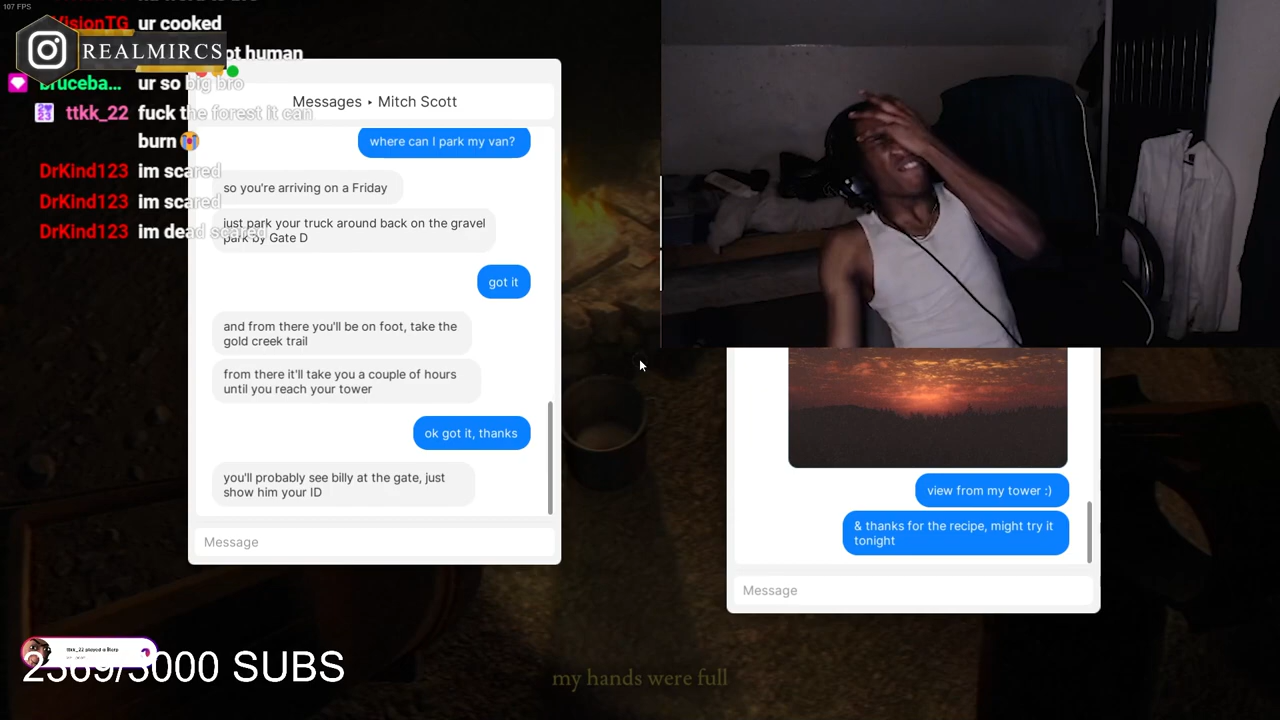 107 FPS
VisionTG ur cooked
REALMIRCS
ot human
bruceba... ur so big bro
ttkk_22 fuck the forest it can
burn 😭
DrKind123 im scared
DrKind123 im scared
DrKind123 im dead scared
Messages ‣ Mitch Scott
where can I park my van?
so you're arriving on a Friday
just park your truck around back on the gravel
park by Gate D
got it
and from there you'll be on foot, take the
gold creek trail
from there it'll take you a couple of hours
until you reach your tower
ok got it, thanks
you'll probably see billy at the gate, just
show him your ID
Message
view from my tower :)
& thanks for the recipe, might try it
tonight
Message
my hands were full
2569/3000 SUBS